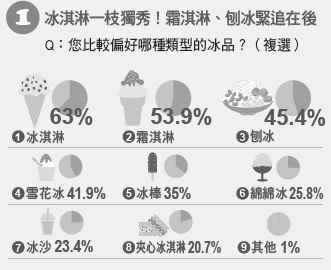 1 冰淇淋一枝獨秀！霜淇淋、刨冰緊追在後
Q：您比較偏好哪種類型的冰品？（複選）
63% 53.9% 45.4%
1 冰淇淋 2 霜淇淋 3 刨冰
4 雪花冰 41.9% 5 冰棒 35% 6 綿綿冰 25.8%
7 冰沙 23.4% 8 夾心冰淇淋 20.7% 9 其他 1%